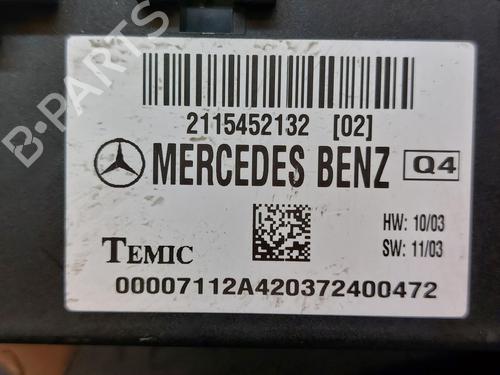 B-PARTS
2115452132 [02]
MERCEDES BENZ Q4
HW: 10/03
SW: 11/03
TEMIC
00007112A420372400472